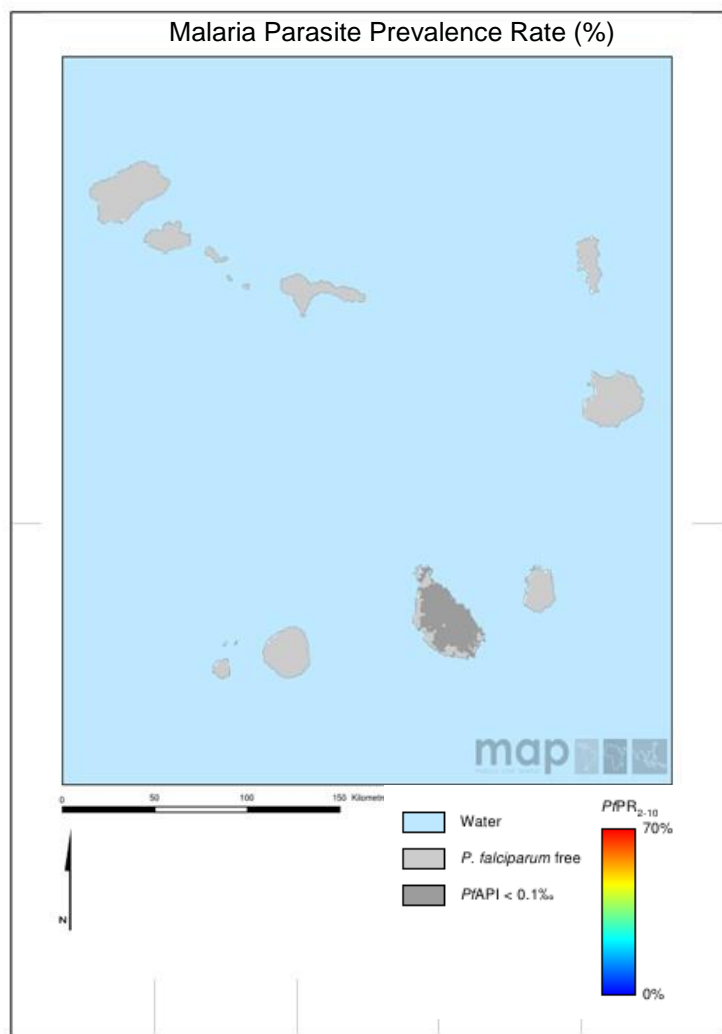 Malaria Parasite Prevalence Rate (%)
map
0 50 100 150 Kilometre
N
Water
P. falciparum free
PfAPI < 0.1‰
PfPR2-10
70%
0%